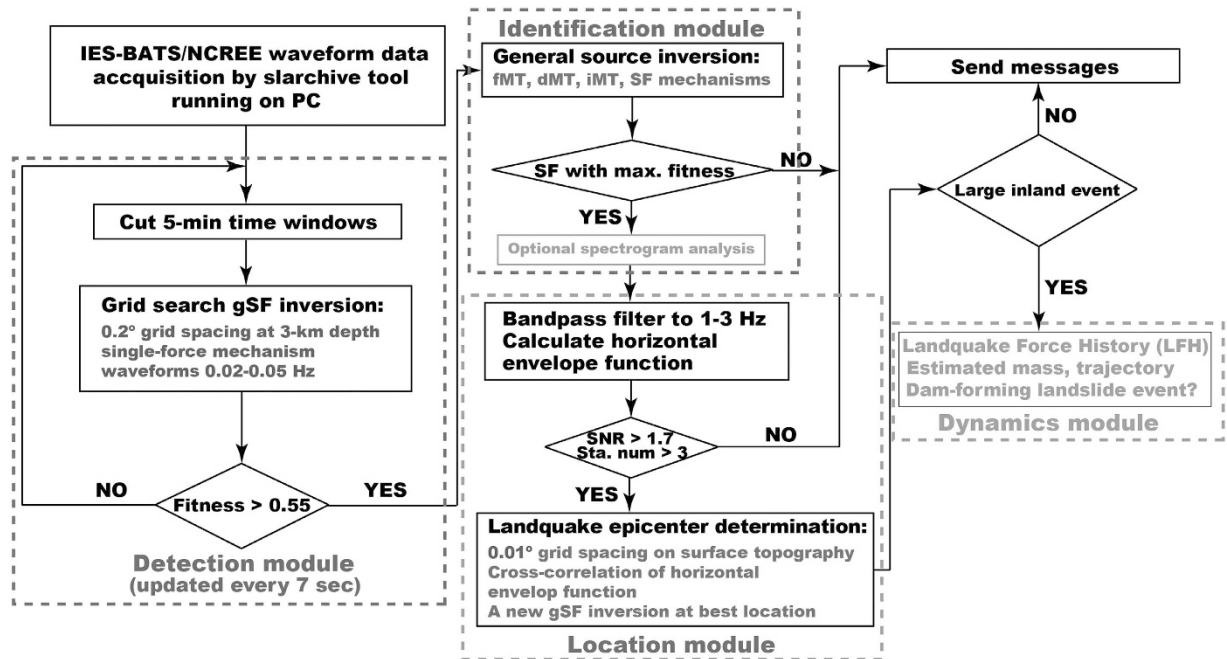 IES-BATS/NCREE waveform data
accquisition by slarchive tool
running on PC
Cut 5-min time windows
Grid search gSF inversion:
0.2° grid spacing at 3-km depth
single-force mechanism
waveforms 0.02-0.05 Hz
NO
Fitness > 0.55
YES
Detection module
(updated every 7 sec)
Identification module
General source inversion:
fMT, dMT, iMT, SF mechanisms
SF with max. fitness
NO
YES
Optional spectrogram analysis
Bandpass filter to 1-3 Hz
Calculate horizontal
envelope function
SNR > 1.7
Sta. num > 3
NO
YES
Landquake epicenter determination:
0.01° grid spacing on surface topography
Cross-correlation of horizontal
envelop function
A new gSF inversion at best location
Location module
Send messages
NO
Large inland event
YES
Landquake Force History (LFH)
Estimated mass, trajectory
Dam-forming landslide event?
Dynamics module